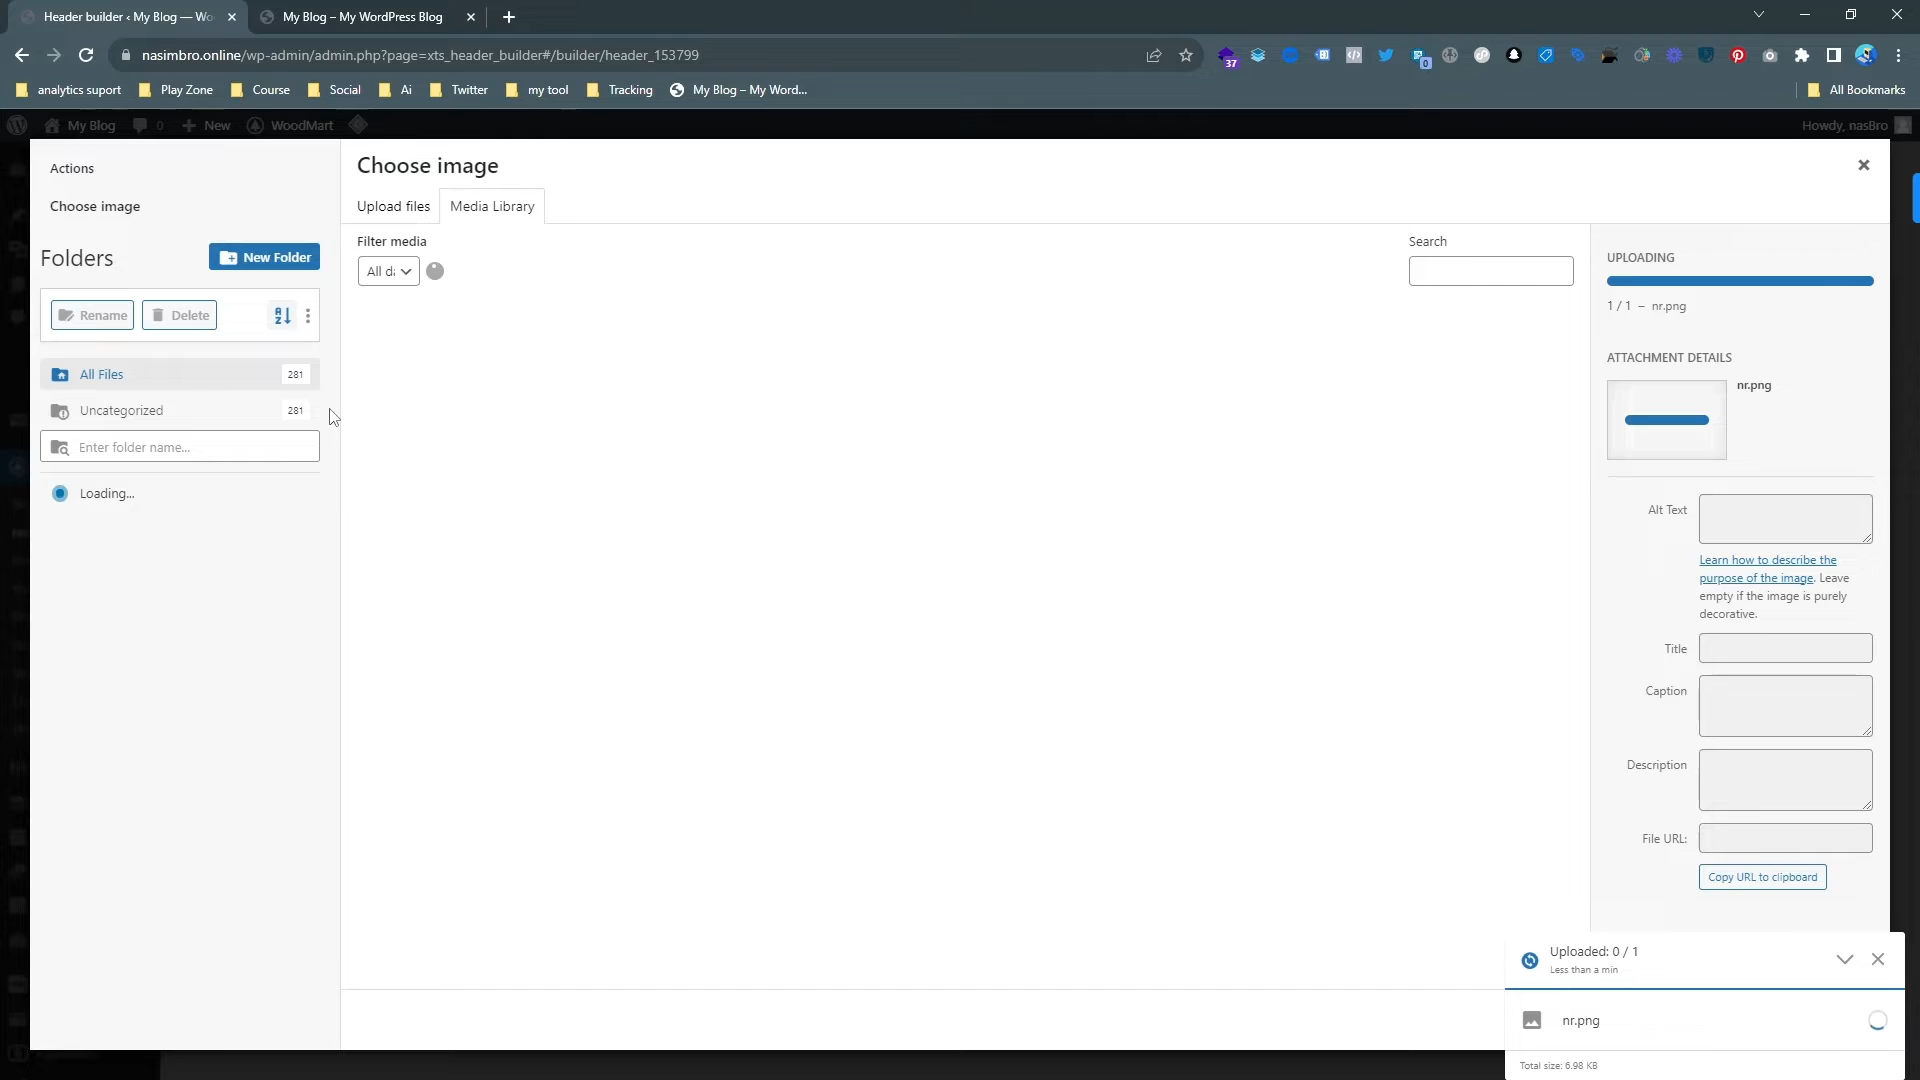 Header builder ‹ My Blog — Wo
My Blog – My WordPress Blog
nasimbro.online/wp-admin/admin.php?page=xts_header_builder#/builder/header_153799
37
0
analytics suport
Play Zone
Course
Social
Ai
Twitter
my tool
Tracking
My Blog – My Word...
All Bookmarks
My Blog
0
New
WoodMart
Howdy, nasBro
Actions
Choose image
Choose image
Upload files
Media Library
Folders
New Folder
Filter media
Search
All da
Rename
Delete
All Files
281
Uncategorized
281
Enter folder name...
Loading...
UPLOADING
1 / 1 – nr.png
ATTACHMENT DETAILS
nr.png
Alt Text
Learn how to describe the
purpose of the image. Leave
empty if the image is purely
decorative.
Title
Caption
Description
File URL:
Copy URL to clipboard
Uploaded: 0 / 1
Less than a min
nr.png
Total size: 6.98 KB